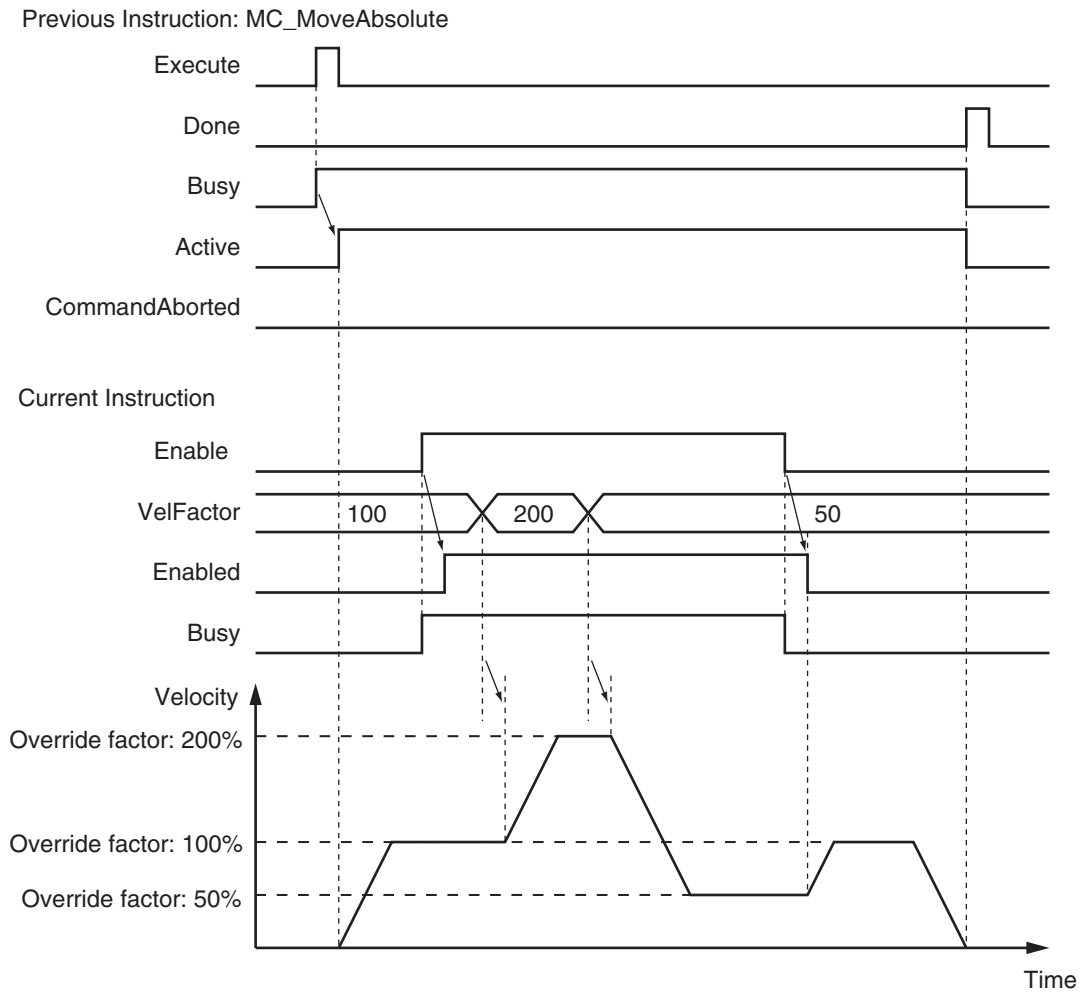 Previous Instruction: MC_MoveAbsolute
Execute
Done
Busy
Active
CommandAborted
Current Instruction
Enable
VelFactor
100
200
50
Enabled
Busy
Velocity
Override factor: 200%
Override factor: 100%
Override factor: 50%
Time